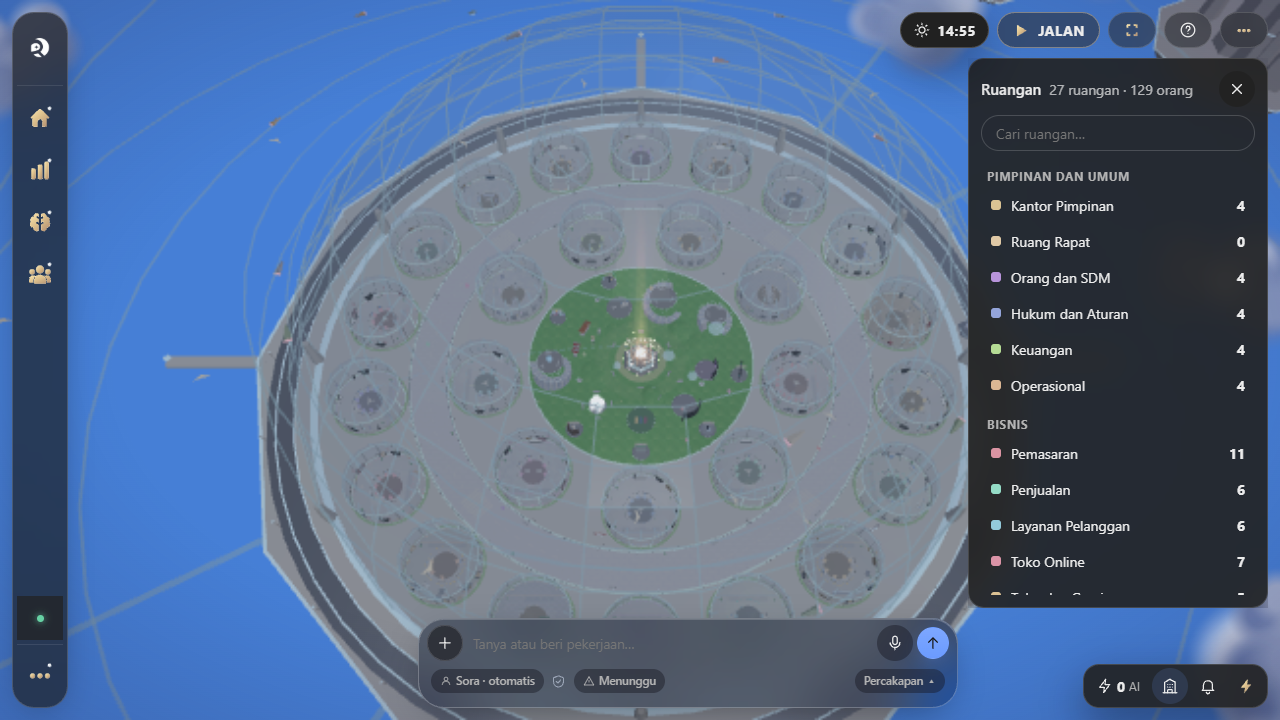 14:55
JALAN
Ruangan 27 ruangan · 129 orang
Cari ruangan...
PIMPINAN DAN UMUM
Kantor Pimpinan 4
Ruang Rapat 0
Orang dan SDM 4
Hukum dan Aturan 4
Keuangan 4
Operasional 4
BISNIS
Pemasaran 11
Penjualan 6
Layanan Pelanggan 6
Toko Online 7
Tanya atau beri pekerjaan...
Sora · otomatis
Menunggu
Percakapan
0 AI